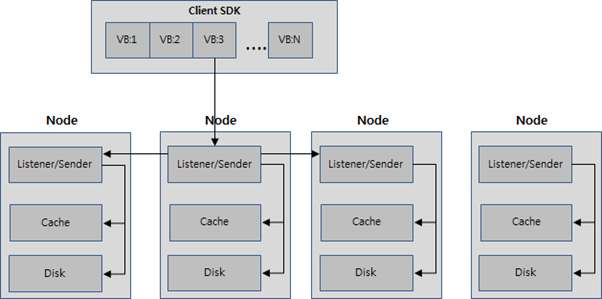 Client SDK
VB:1 VB:2 VB:3 .... VB:N
Node Node Node Node
Listener/Sender Listener/Sender Listener/Sender Listener/Sender
Cache Cache Cache Cache
Disk Disk Disk Disk